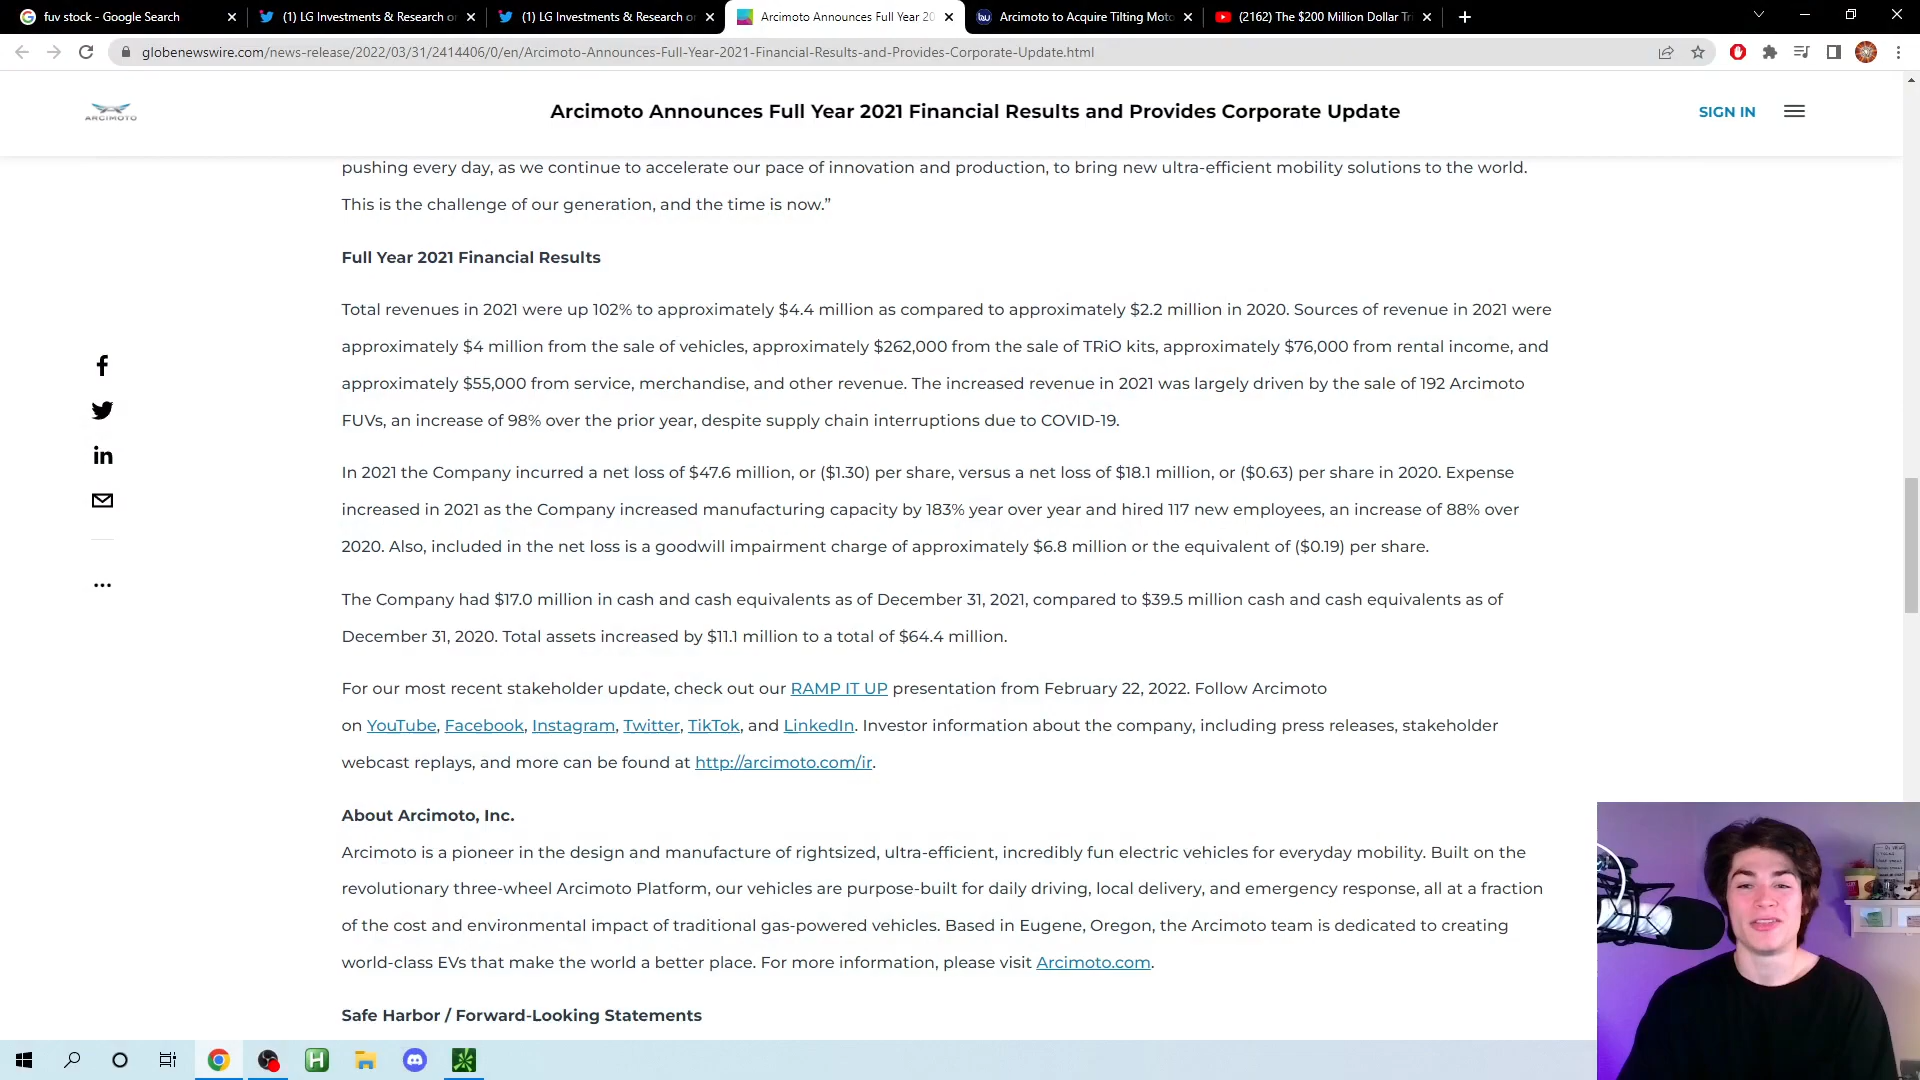 fuv stock - Google Search
(1) LG Investments & Research or
(1) LG Investments & Research or
Arcimoto Announces Full Year 20
Arcimoto to Acquire Tilting Moto
(2162) The $200 Million Dollar Tr
globenewswire.com/news-release/2022/03/31/2414406/0/en/Arcimoto-Announces-Full-Year-2021-Financial-Results-and-Provides-Corporate-Update.html
ARCIMOTO
Arcimoto Announces Full Year 2021 Financial Results and Provides Corporate Update
SIGN IN
pushing every day, as we continue to accelerate our pace of innovation and production, to bring new ultra-efficient mobility solutions to the world.
This is the challenge of our generation, and the time is now.”
Full Year 2021 Financial Results
Total revenues in 2021 were up 102% to approximately $4.4 million as compared to approximately $2.2 million in 2020. Sources of revenue in 2021 were
approximately $4 million from the sale of vehicles, approximately $262,000 from the sale of TRiO kits, approximately $76,000 from rental income, and
approximately $55,000 from service, merchandise, and other revenue. The increased revenue in 2021 was largely driven by the sale of 192 Arcimoto
FUVs, an increase of 98% over the prior year, despite supply chain interruptions due to COVID-19.
In 2021 the Company incurred a net loss of $47.6 million, or ($1.30) per share, versus a net loss of $18.1 million, or ($0.63) per share in 2020. Expense
increased in 2021 as the Company increased manufacturing capacity by 183% year over year and hired 117 new employees, an increase of 88% over
2020. Also, included in the net loss is a goodwill impairment charge of approximately $6.8 million or the equivalent of ($0.19) per share.
The Company had $17.0 million in cash and cash equivalents as of December 31, 2021, compared to $39.5 million cash and cash equivalents as of
December 31, 2020. Total assets increased by $11.1 million to a total of $64.4 million.
For our most recent stakeholder update, check out our RAMP IT UP presentation from February 22, 2022. Follow Arcimoto
on YouTube, Facebook, Instagram, Twitter, TikTok, and LinkedIn. Investor information about the company, including press releases, stakeholder
webcast replays, and more can be found at http://arcimoto.com/ir.
About Arcimoto, Inc.
Arcimoto is a pioneer in the design and manufacture of rightsized, ultra-efficient, incredibly fun electric vehicles for everyday mobility. Built on the
revolutionary three-wheel Arcimoto Platform, our vehicles are purpose-built for daily driving, local delivery, and emergency response, all at a fraction
of the cost and environmental impact of traditional gas-powered vehicles. Based in Eugene, Oregon, the Arcimoto team is dedicated to creating
world-class EVs that make the world a better place. For more information, please visit Arcimoto.com.
Safe Harbor / Forward-Looking Statements